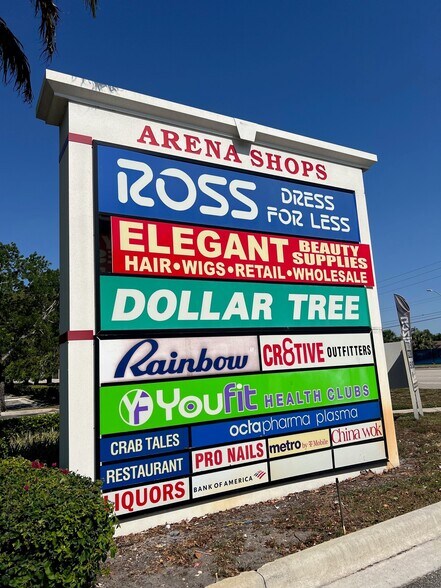 ARENA SHOPS
ROSS DRESS
FOR LESS
ELEGANT BEAUTY
SUPPLIES
HAIR•WIGS•RETAIL•WHOLESALE
DOLLAR TREE
Rainbow
CR8TIVE OUTFITTERS
YF YouFit HEALTH CLUBS
CRAB TALES
octapharma plasma
RESTAURANT
PRO NAILS
metro by T Mobile
China Wok
LIQUORS
BANK OF AMERICA